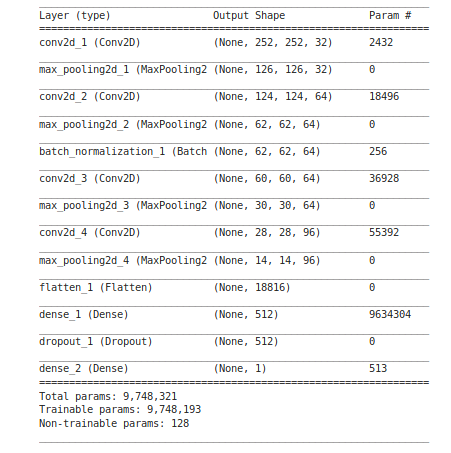 Layer (type) Output Shape Param #
=================================================================
conv2d_1 (Conv2D) (None, 252, 252, 32) 2432
max_pooling2d_1 (MaxPooling2 (None, 126, 126, 32) 0
conv2d_2 (Conv2D) (None, 124, 124, 64) 18496
max_pooling2d_2 (MaxPooling2 (None, 62, 62, 64) 0
batch_normalization_1 (Batch (None, 62, 62, 64) 256
conv2d_3 (Conv2D) (None, 60, 60, 64) 36928
max_pooling2d_3 (MaxPooling2 (None, 30, 30, 64) 0
conv2d_4 (Conv2D) (None, 28, 28, 96) 55392
max_pooling2d_4 (MaxPooling2 (None, 14, 14, 96) 0
flatten_1 (Flatten) (None, 18816) 0
dense_1 (Dense) (None, 512) 9634304
dropout_1 (Dropout) (None, 512) 0
dense_2 (Dense) (None, 1) 513
=================================================================
Total params: 9,748,321
Trainable params: 9,748,193
Non-trainable params: 128